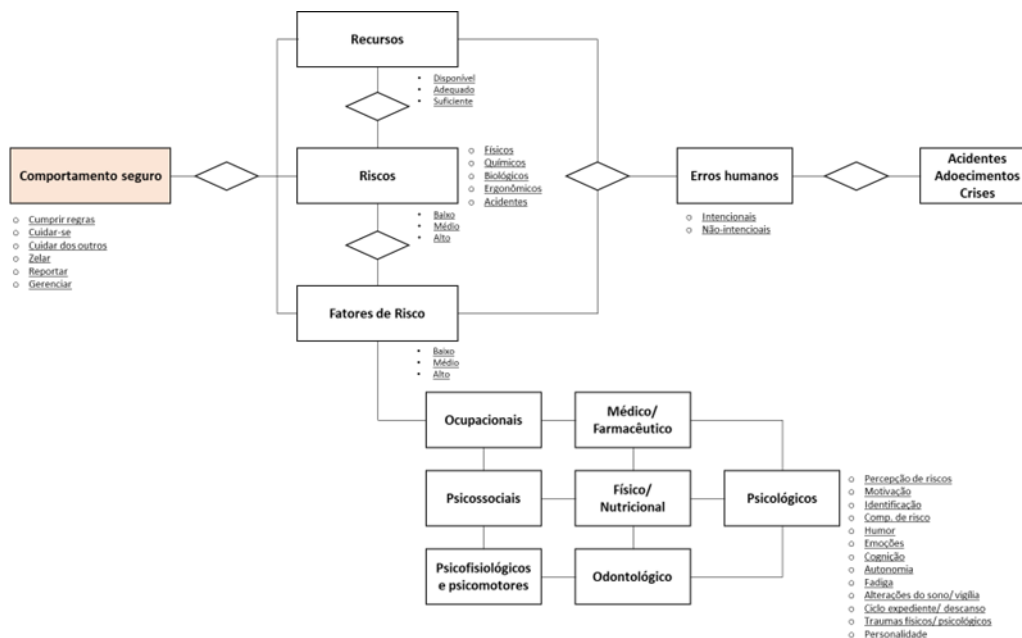 Recursos
Disponível
Adequado
Suficiente
Comportamento seguro
Cumprir regras
Cuidar-se
Cuidar dos outros
Zelar
Reportar
Gerenciar
Riscos
Físicos
Químicos
Biológicos
Ergonômicos
Acidentes
Baixo
Médio
Alto
Erros humanos
Intencionais
Não-intencioais
Acidentes
Adoecimentos
Crises
Fatores de Risco
Baixo
Médio
Alto
Ocupacionais
Médico/
Farmacêutico
Psicossociais
Físico/
Nutricional
Psicológicos
Psicofisiológicos
e psicomotores
Odontológico
Percepção de riscos
Motivação
Identificação
Comp. de risco
Humor
Emoções
Cognição
Autonomia
Fadiga
Alterações do sono/ vigília
Ciclo expediente/ descanso
Traumas físicos/ psicológicos
Personalidade